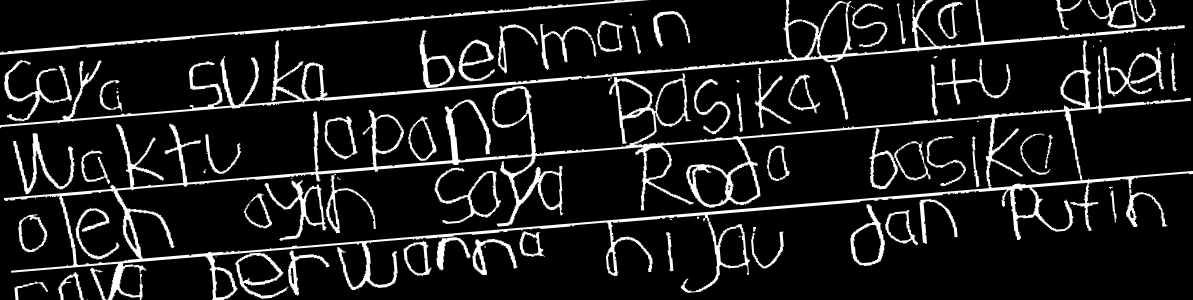 saya suka bermain basikal pada
waktu lapang Basikal itu dibeli
oleh ayah saya Roda basikal
saya berwanna hijau dan Putih